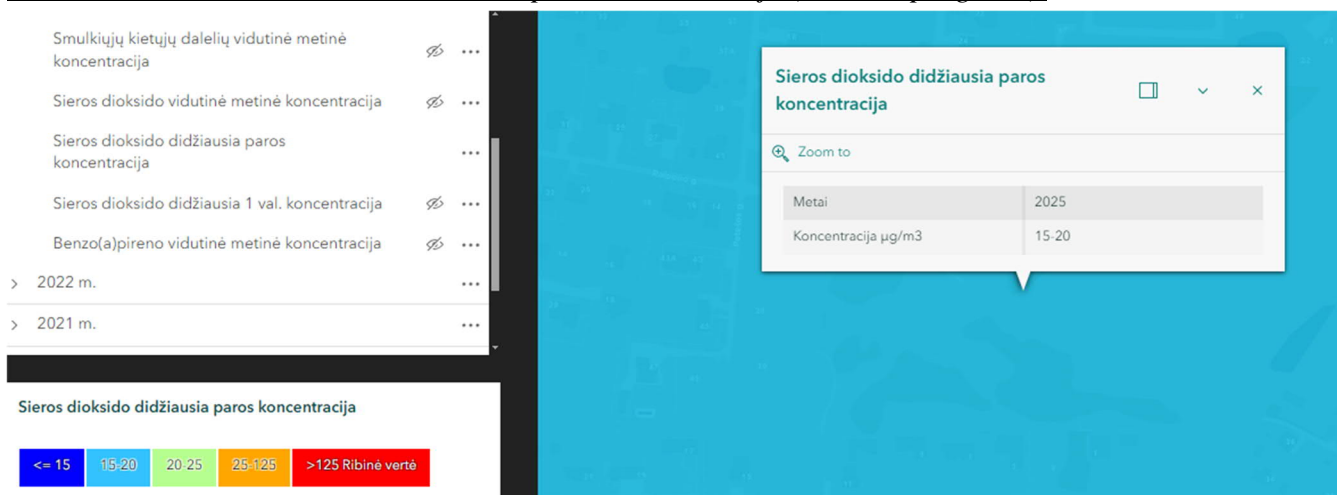 Smulkiųjų kietųjų dalelių vidutinė metinė
koncentracija
Sieros dioksido vidutinė metinė koncentracija
Sieros dioksido didžiausia paros
koncentracija
Sieros dioksido didžiausia 1 val. koncentracija
Benzo(a)pireno vidutinė metinė koncentracija
2022 m.
2021 m.
Sieros dioksido didžiausia paros koncentracija
<= 15
15-20
20-25
25-125
>125 Ribinė vertė
Sieros dioksido didžiausia paros
koncentracija
Zoom to
Metai 2025
Koncentracija µg/m3 15-20